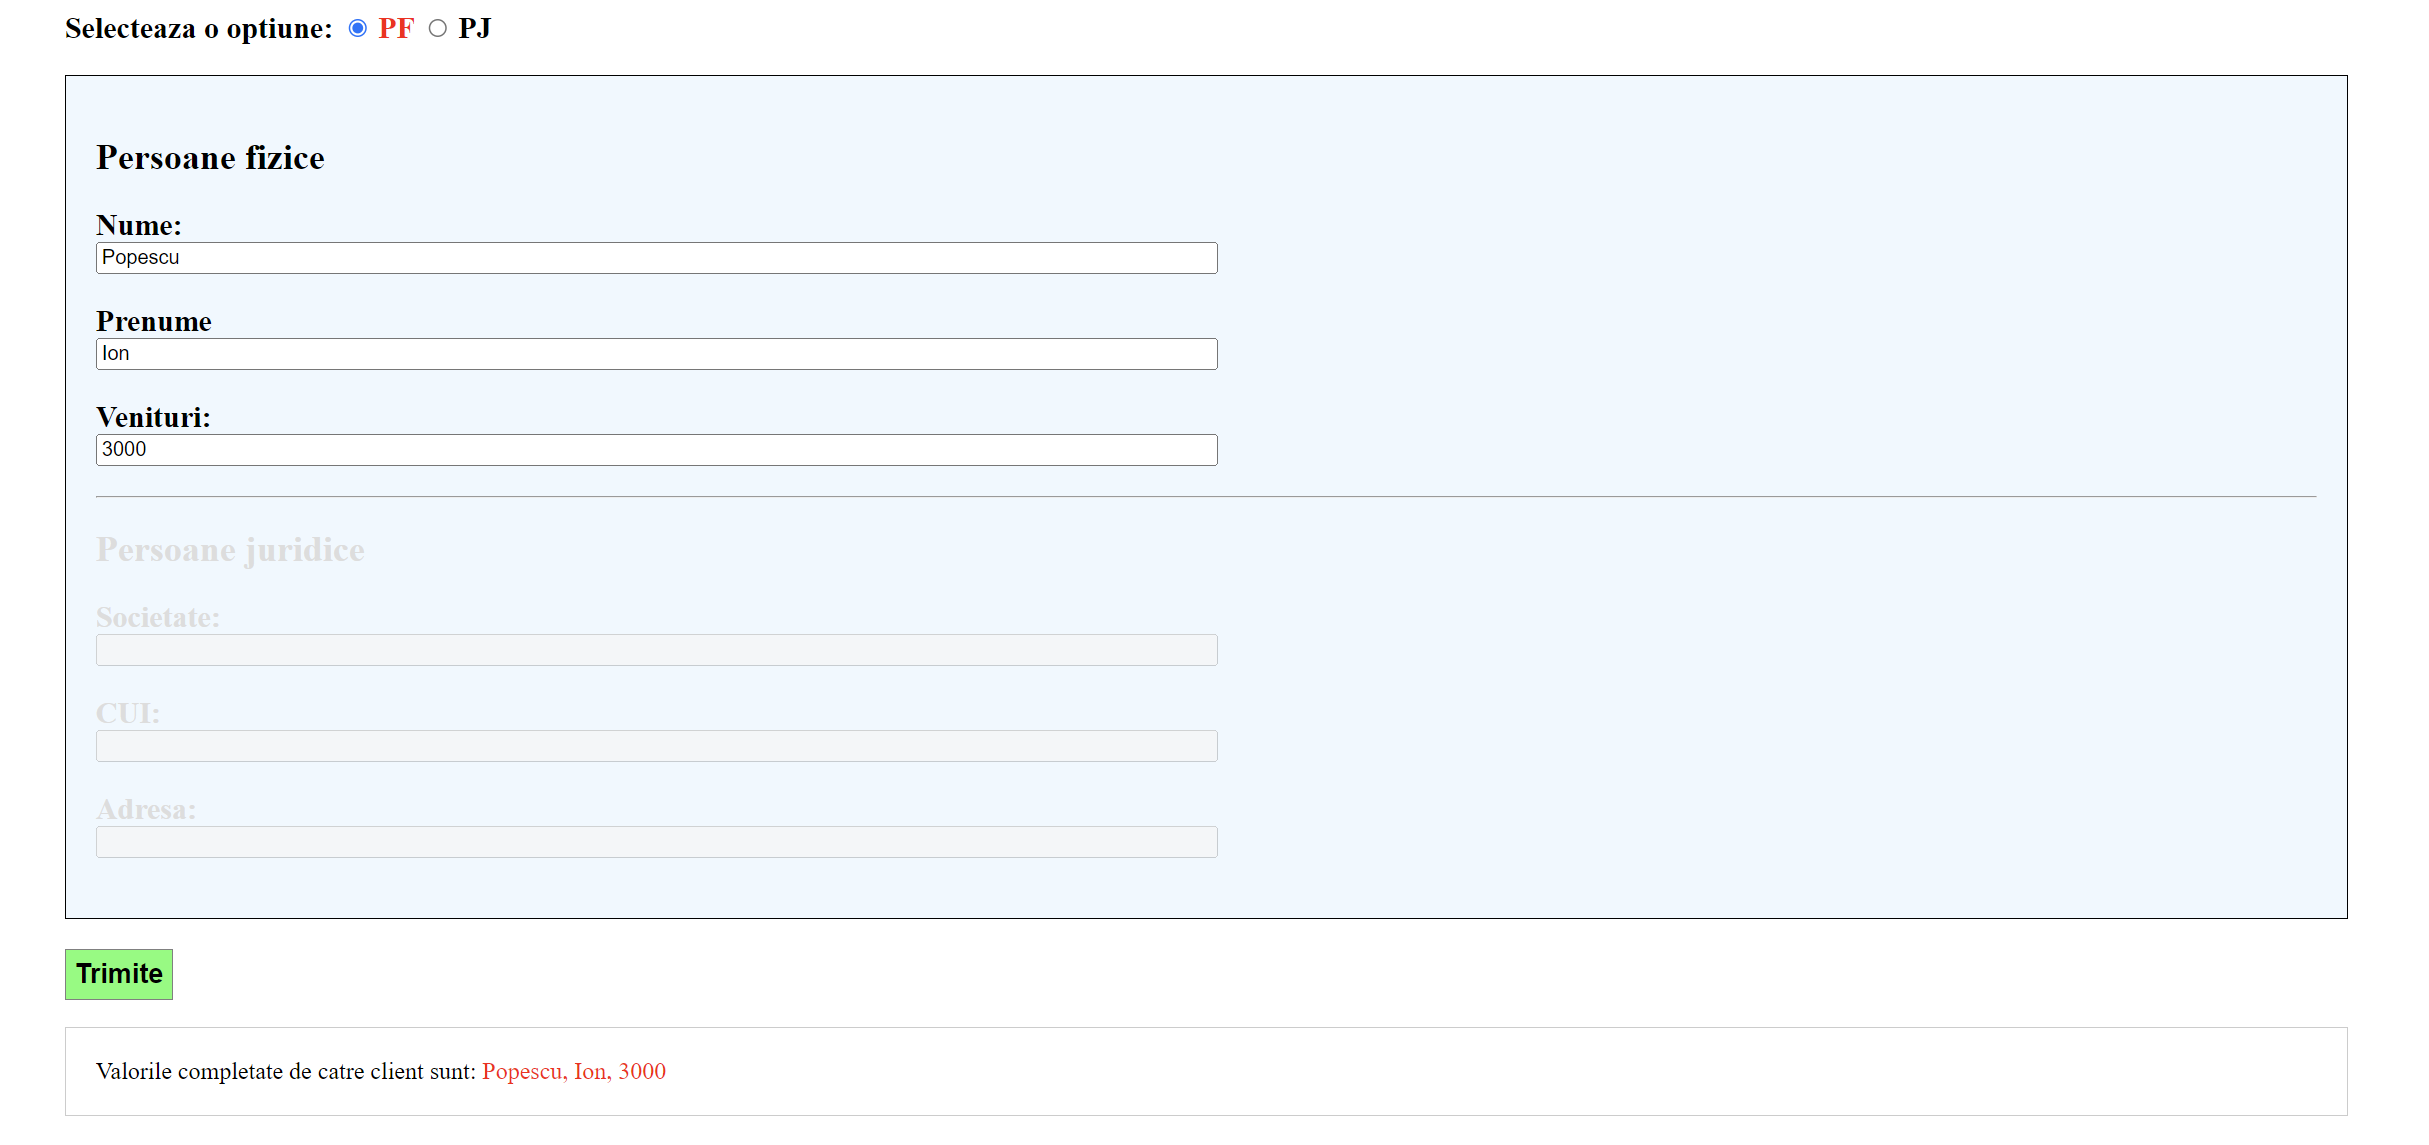 Selecteaza o optiune: PF PJ
Persoane fizice
Nume:
Popescu
Prenume
Ion
Venituri:
3000
Persoane juridice
Societate:
CUI:
Adresa:
Trimite
Valorile completate de catre client sunt: Popescu, Ion, 3000